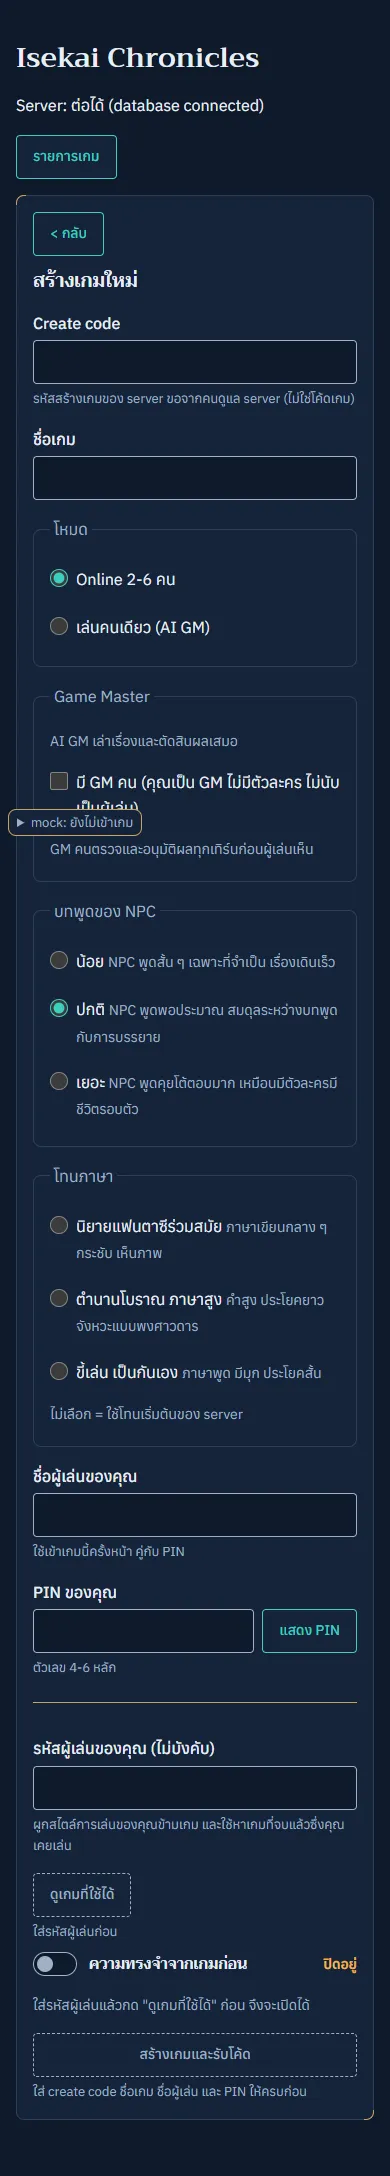 Isekai Chronicles
Server: ต่อได้ (database connected)
รายการเกม
< กลับ
สร้างเกมใหม่
Create code
รหัสสร้างเกมของ server ขอจากคนดูแล server (ไม่ใช่โค้ดเกม)
ชื่อเกม
โหมด
Online 2-6 คน
เล่นคนเดียว (AI GM)
Game Master
AI GM เล่าเรื่องและตัดสินผลเสมอ
มี GM คน (คุณเป็น GM ไม่มีตัวละคร ไม่นับ
เป็นผู้เล่น)
▶ mock: ยังไม่เข้าเกม
GM คนตรวจและอนุมัติผลทุกเทิร์นก่อนผู้เล่นเห็น
บทพูดของ NPC
น้อย NPC พูดสั้น ๆ เฉพาะที่จำเป็น เรื่องเดินเร็ว
ปกติ NPC พูดพอประมาณ สมดุลระหว่างบทพูด
กับการบรรยาย
เยอะ NPC พูดคุยโต้ตอบมาก เหมือนมีตัวละครมี
ชีวิตรอบตัว
โทนภาษา
นิยายแฟนตาซีร่วมสมัย ภาษาเขียนกลาง ๆ
กระชับ เห็นภาพ
ตำนานโบราณ ภาษาสูง คำสูง ประโยคยาว
จังหวะแบบพงศาวดาร
ขี้เล่น เป็นกันเอง ภาษาพูด มีมุก ประโยคสั้น
ไม่เลือก = ใช้โทนเริ่มต้นของ server
ชื่อผู้เล่นของคุณ
ใช้เข้าเกมนี้ครั้งหน้า คู่กับ PIN
PIN ของคุณ
แสดง PIN
ตัวเลข 4-6 หลัก
รหัสผู้เล่นของคุณ (ไม่บังคับ)
ผูกสไตล์การเล่นของคุณข้ามเกม และใช้หาเกมที่จบแล้วซึ่งคุณ
เคยเล่น
ดูเกมที่ใช้ได้
ใส่รหัสผู้เล่นก่อน
ความทรงจำจากเกมก่อน
ปิดอยู่
ใส่รหัสผู้เล่นแล้วกด "ดูเกมที่ใช้ได้" ก่อน จึงจะเปิดได้
สร้างเกมและรับโค้ด
ใส่ create code ชื่อเกม ชื่อผู้เล่น และ PIN ให้ครบก่อน